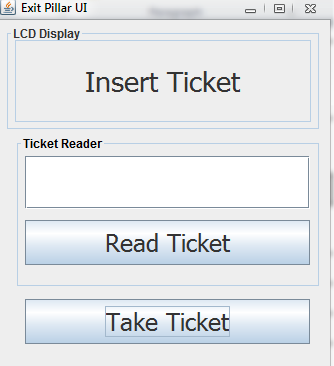 Exit Pillar UI
LCD Display
Insert Ticket
Ticket Reader
Read Ticket
Take Ticket